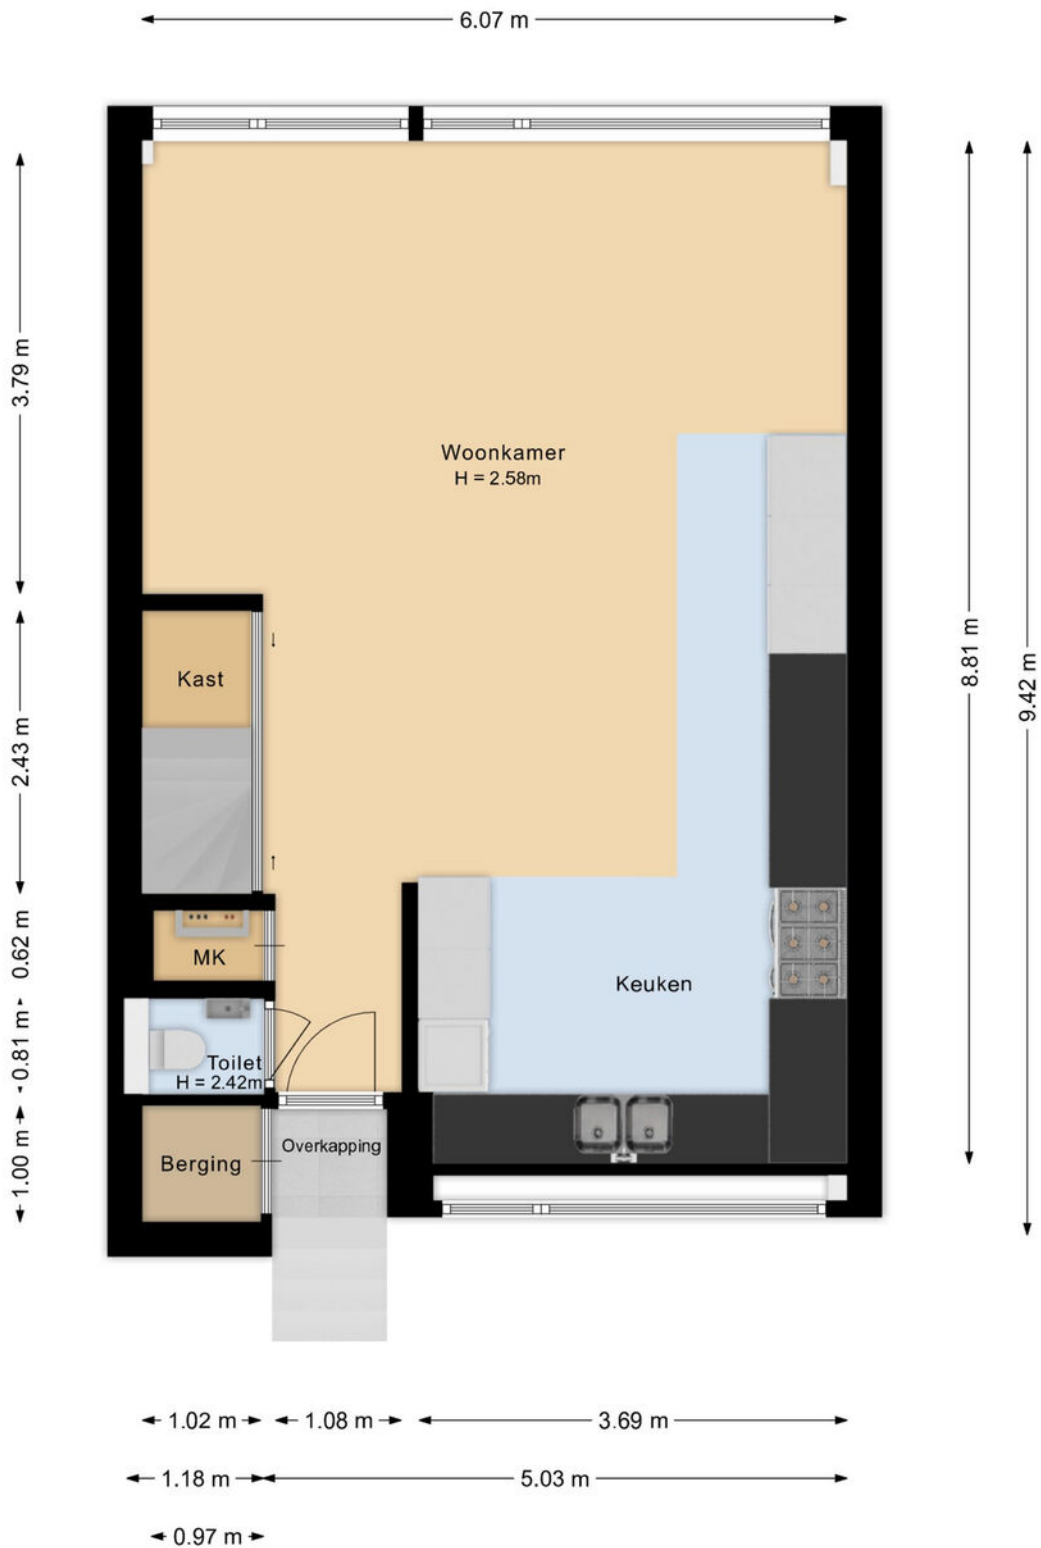 6.07 m
3.79 m
Woonkamer
H = 2.58m
8.81 m
9.42 m
Kast
2.43 m
0.62 m
MK
Keuken
0.81 m
Toilet
H = 2.42m
1.00 m
Overkapping
Berging
1.02 m
1.08 m
3.69 m
1.18 m
5.03 m
0.97 m